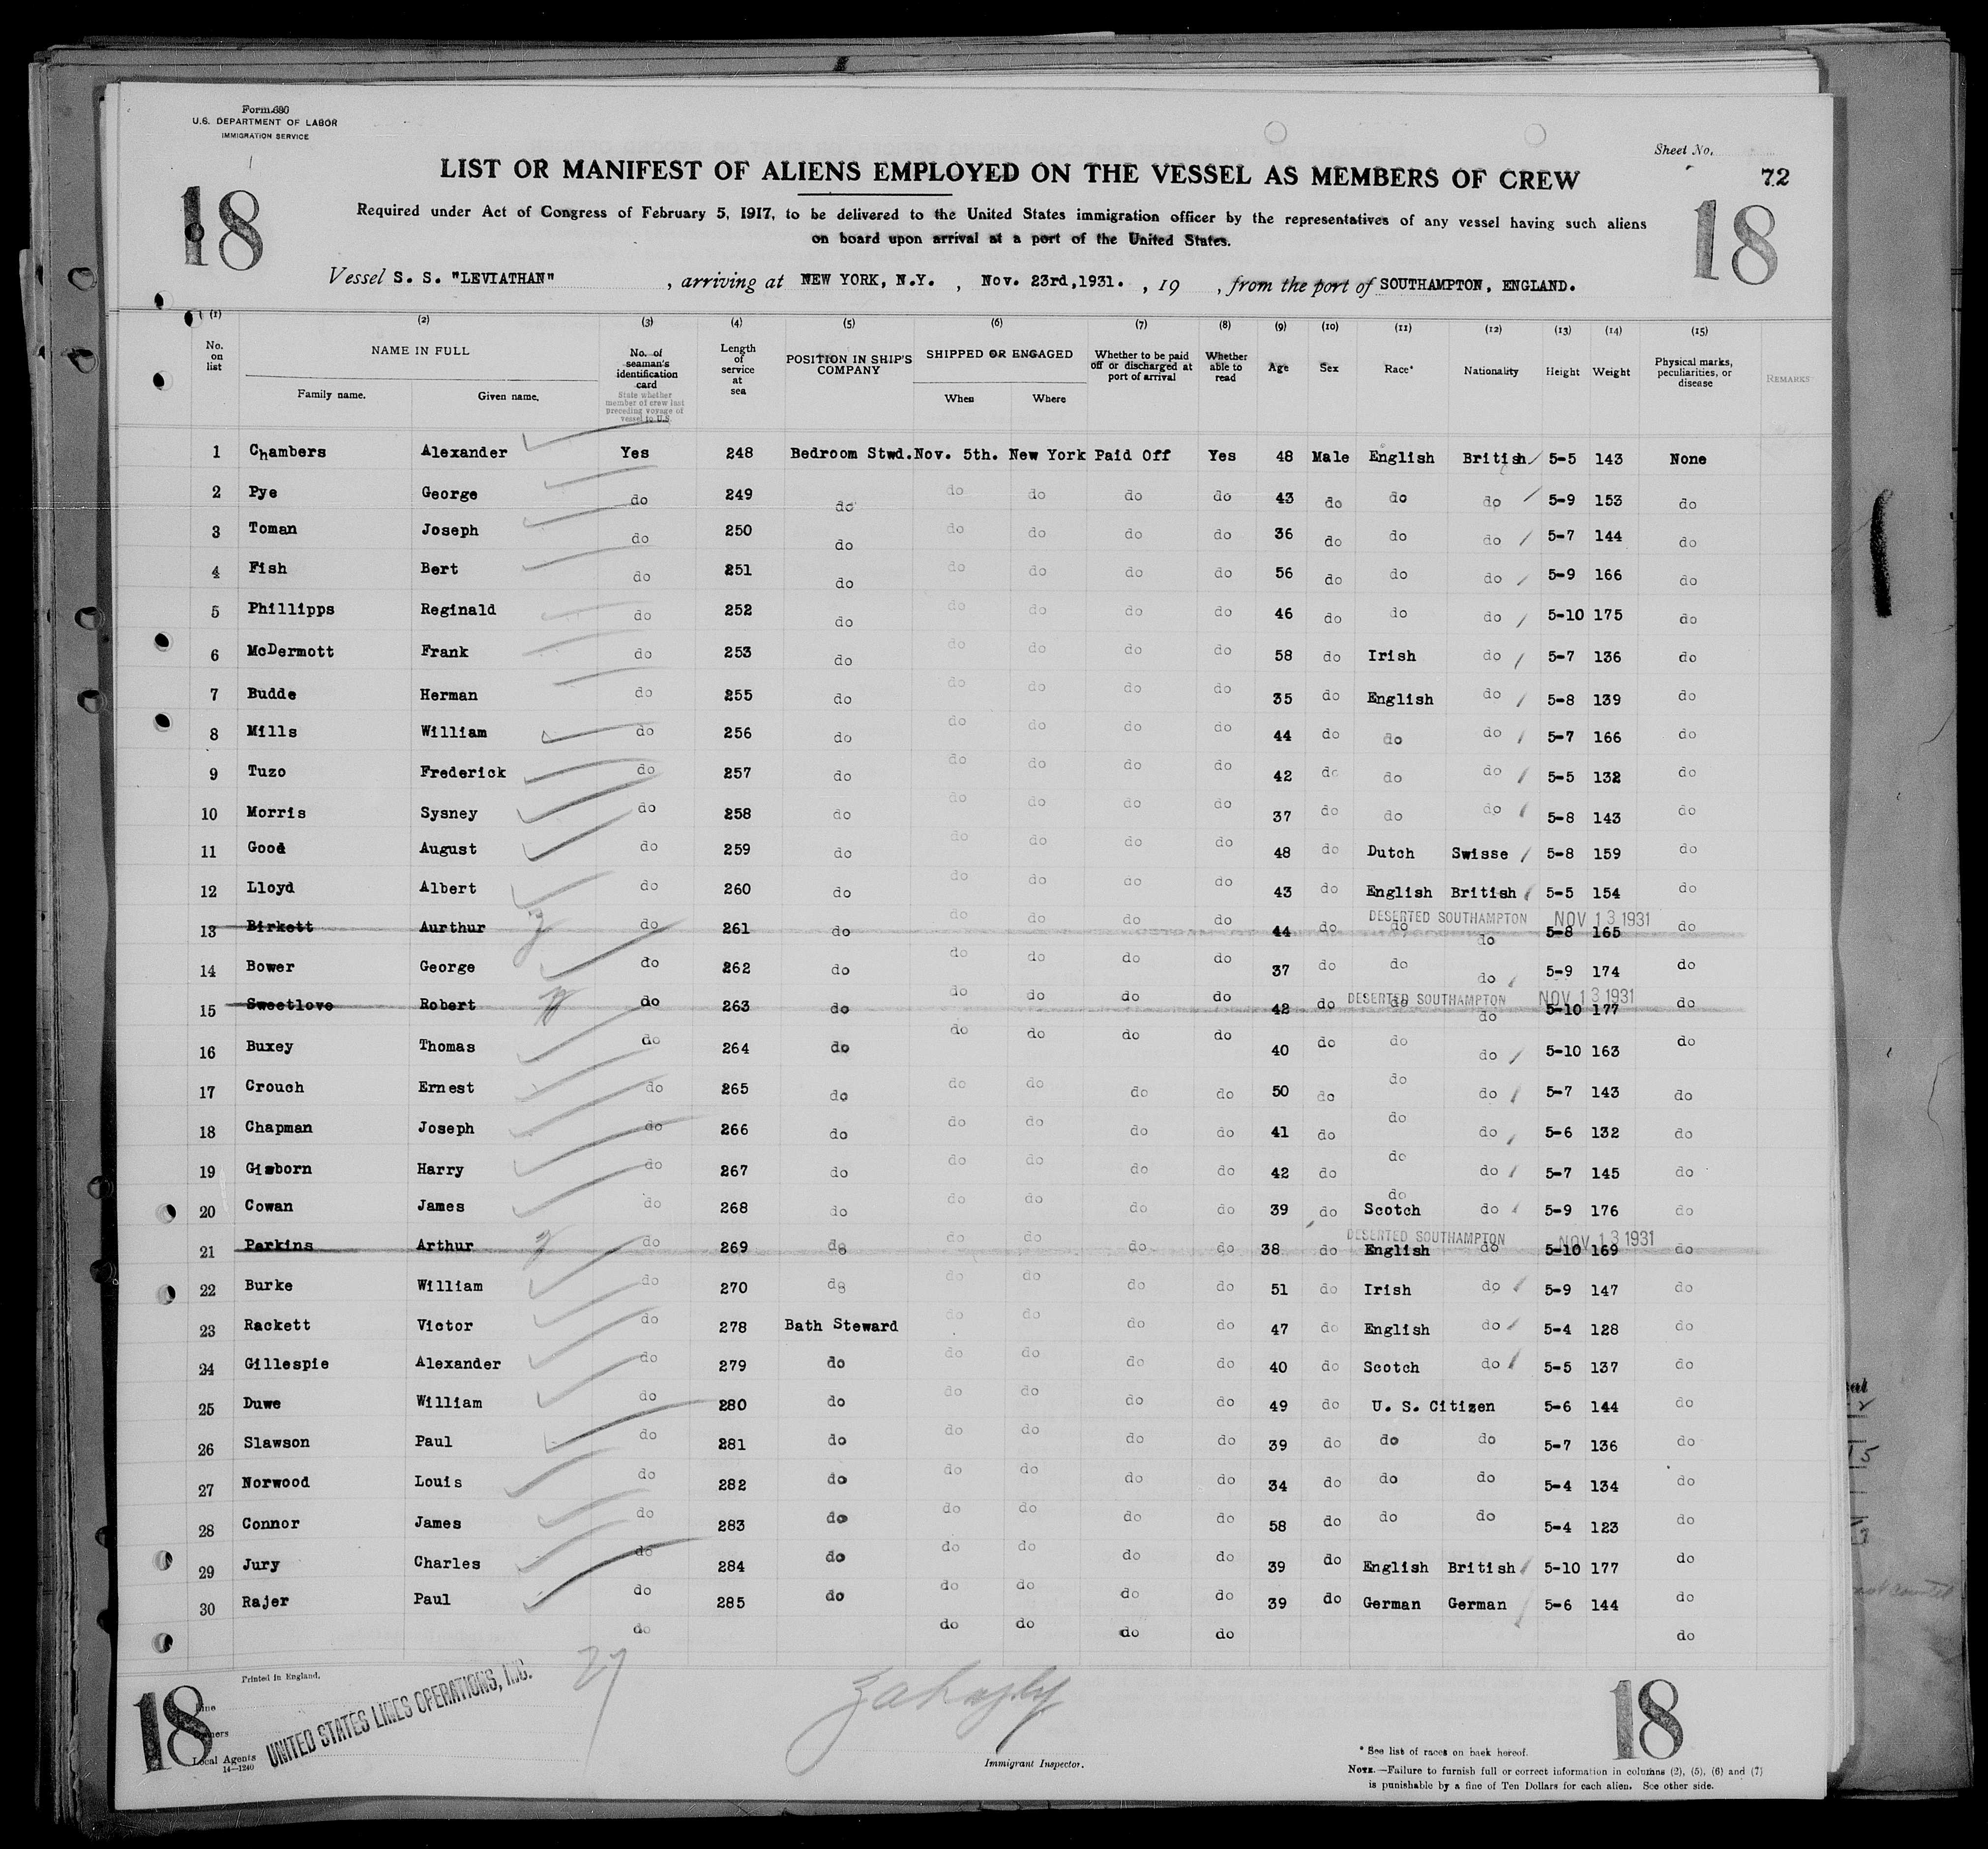 Form 680
U.S. DEPARTMENT OF LABOR
IMMIGRATION SERVICE
Sheet No.
72
18
18
LIST OR MANIFEST OF ALIENS EMPLOYED ON THE VESSEL AS MEMBERS OF CREW
Required under Act of Congress of February 5, 1917, to be delivered to the United States immigration officer by the representatives of any vessel having such aliens
on board upon arrival at a port of the United States.
Vessel S. S. "LEVIATHAN" , arriving at NEW YORK, N.Y. , Nov. 23rd,1931. , 19 , from the port of SOUTHAMPTON, ENGLAND.
(1) (2) (3) (4) (5) (6) (7) (8) (9) (10) (11) (12) (13) (14) (15)
No. on list NAME IN FULL Family name. Given name. No. of seaman's identification card State whether member of crew last preceding voyage of vessel to U.S. Length of service at sea POSITION IN SHIP'S COMPANY SHIPPED OR ENGAGED When Where Whether to be paid off or discharged at port of arrival Whether able to read Age Sex Race* Nationality Height Weight Physical marks, peculiarities, or disease REMARKS
1 Chambers Alexander Yes 248 Bedroom Stwd. Nov. 5th. New York Paid Off Yes 48 Male English British 5-5 143 None
2 Pye George do 249 do do do do do 43 do do do 5-9 153 do
3 Toman Joseph do 250 do do do do do 36 do do do 5-7 144 do
4 Fish Bert do 251 do do do do do 56 do do do 5-9 166 do
5 Phillipps Reginald do 252 do do do do do 46 do do do 5-10 175 do
6 McDermott Frank do 253 do do do do do 58 do Irish do 5-7 136 do
7 Budde Herman do 255 do do do do do 35 do English do 5-8 139 do
8 Mills William do 256 do do do do do 44 do do do 5-7 166 do
9 Tuzo Frederick do 257 do do do do do 42 do do do 5-5 132 do
10 Morris Sysney do 258 do do do do do 37 do do do 5-8 143 do
11 Good August do 259 do do do do do 48 do Dutch Swisse 5-8 159 do
12 Lloyd Albert do 260 do do do do do 43 do English British 5-5 154 do
DESERTED SOUTHAMPTON NOV 13 1931
13 Birkett Aurthur do 261 do do do do do 44 do do do 5-8 165 do
14 Bower George do 262 do do do do do 37 do do do 5-9 174 do
DESERTED SOUTHAMPTON NOV 13 1931
15 Sweetlove Robert do 263 do do do do do 42 do do do 5-10 177 do
16 Buxey Thomas do 264 do do do do do 40 do do do 5-10 163 do
17 Crouch Ernest do 265 do do do do do 50 do do do 5-7 143 do
18 Chapman Joseph do 266 do do do do do 41 do do do 5-6 132 do
19 Gisborn Harry do 267 do do do do do 42 do do do 5-7 145 do
do
20 Cowan James do 268 do do do do do 39 do Scotch do 5-9 176 do
DESERTED SOUTHAMPTON NOV 13 1931
21 Perkins Arthur do 269 do do do do do 38 do English do 5-10 169 do
22 Burke William do 270 do do do do do 51 do Irish do 5-9 147 do
23 Rackett Victor do 278 Bath Steward do do do do 47 do English do 5-4 128 do
24 Gillespie Alexander do 279 do do do do do 40 do Scotch do 5-5 137 do
25 Duwe William do 280 do do do do do 49 do U. S. Citizen 5-6 144 do
26 Slawson Paul do 281 do do do do do 39 do do do 5-7 136 do
27 Norwood Louis do 282 do do do do do 34 do do do 5-4 134 do
28 Connor James do 283 do do do do do 58 do do do 5-4 123 do
29 Jury Charles do 284 do do do do do 39 do English British 5-10 177 do
30 Rajer Paul do 285 do do do do do 39 do German German 5-6 144 do
do do do do do do
Printed in England.
27
18
18
Line
Owners
Local Agents
14—1240
UNITED STATES LINES OPERATIONS, INC.
Immigrant Inspector.
* See list of races on back hereof.
NOTE.—Failure to furnish full or correct information in columns (2), (5), (6) and (7)
is punishable by a fine of Ten Dollars for each alien. See other side.